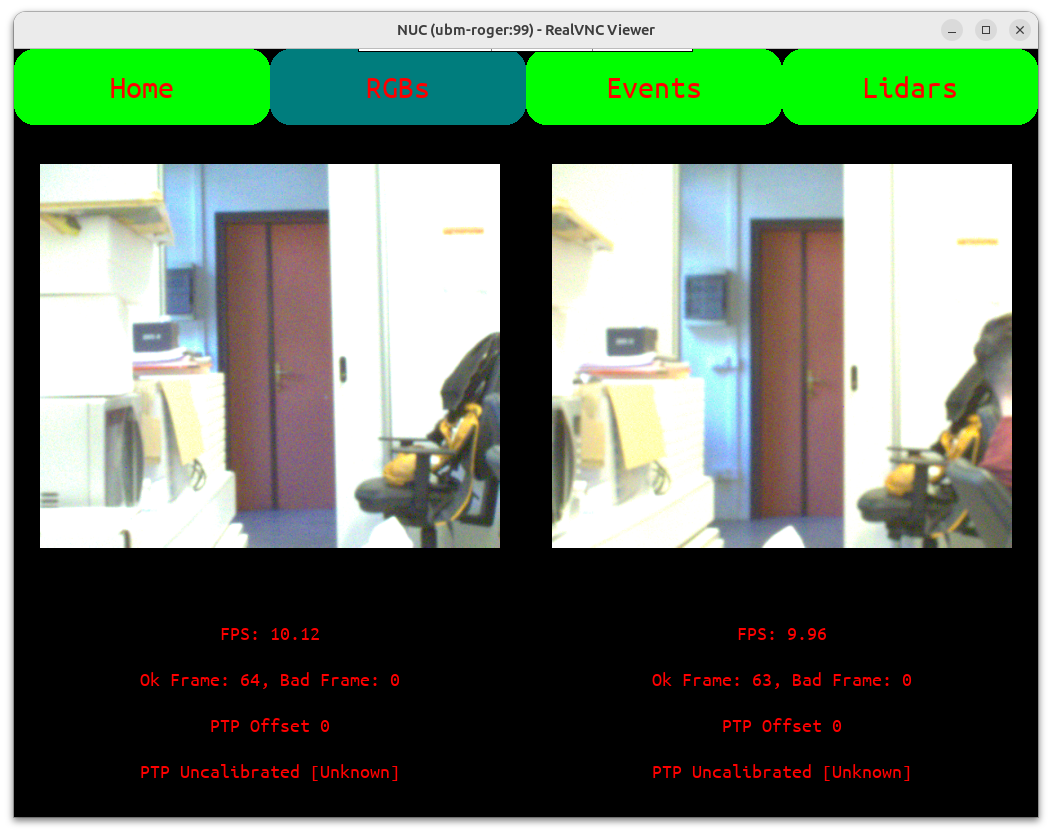 NUC (ubm-roger:99) - RealVNC Viewer
Home RGBs Events Lidars
FPS: 10.12 FPS: 9.96
Ok Frame: 64, Bad Frame: 0 Ok Frame: 63, Bad Frame: 0
PTP Offset 0 PTP Offset 0
PTP Uncalibrated [Unknown] PTP Uncalibrated [Unknown]